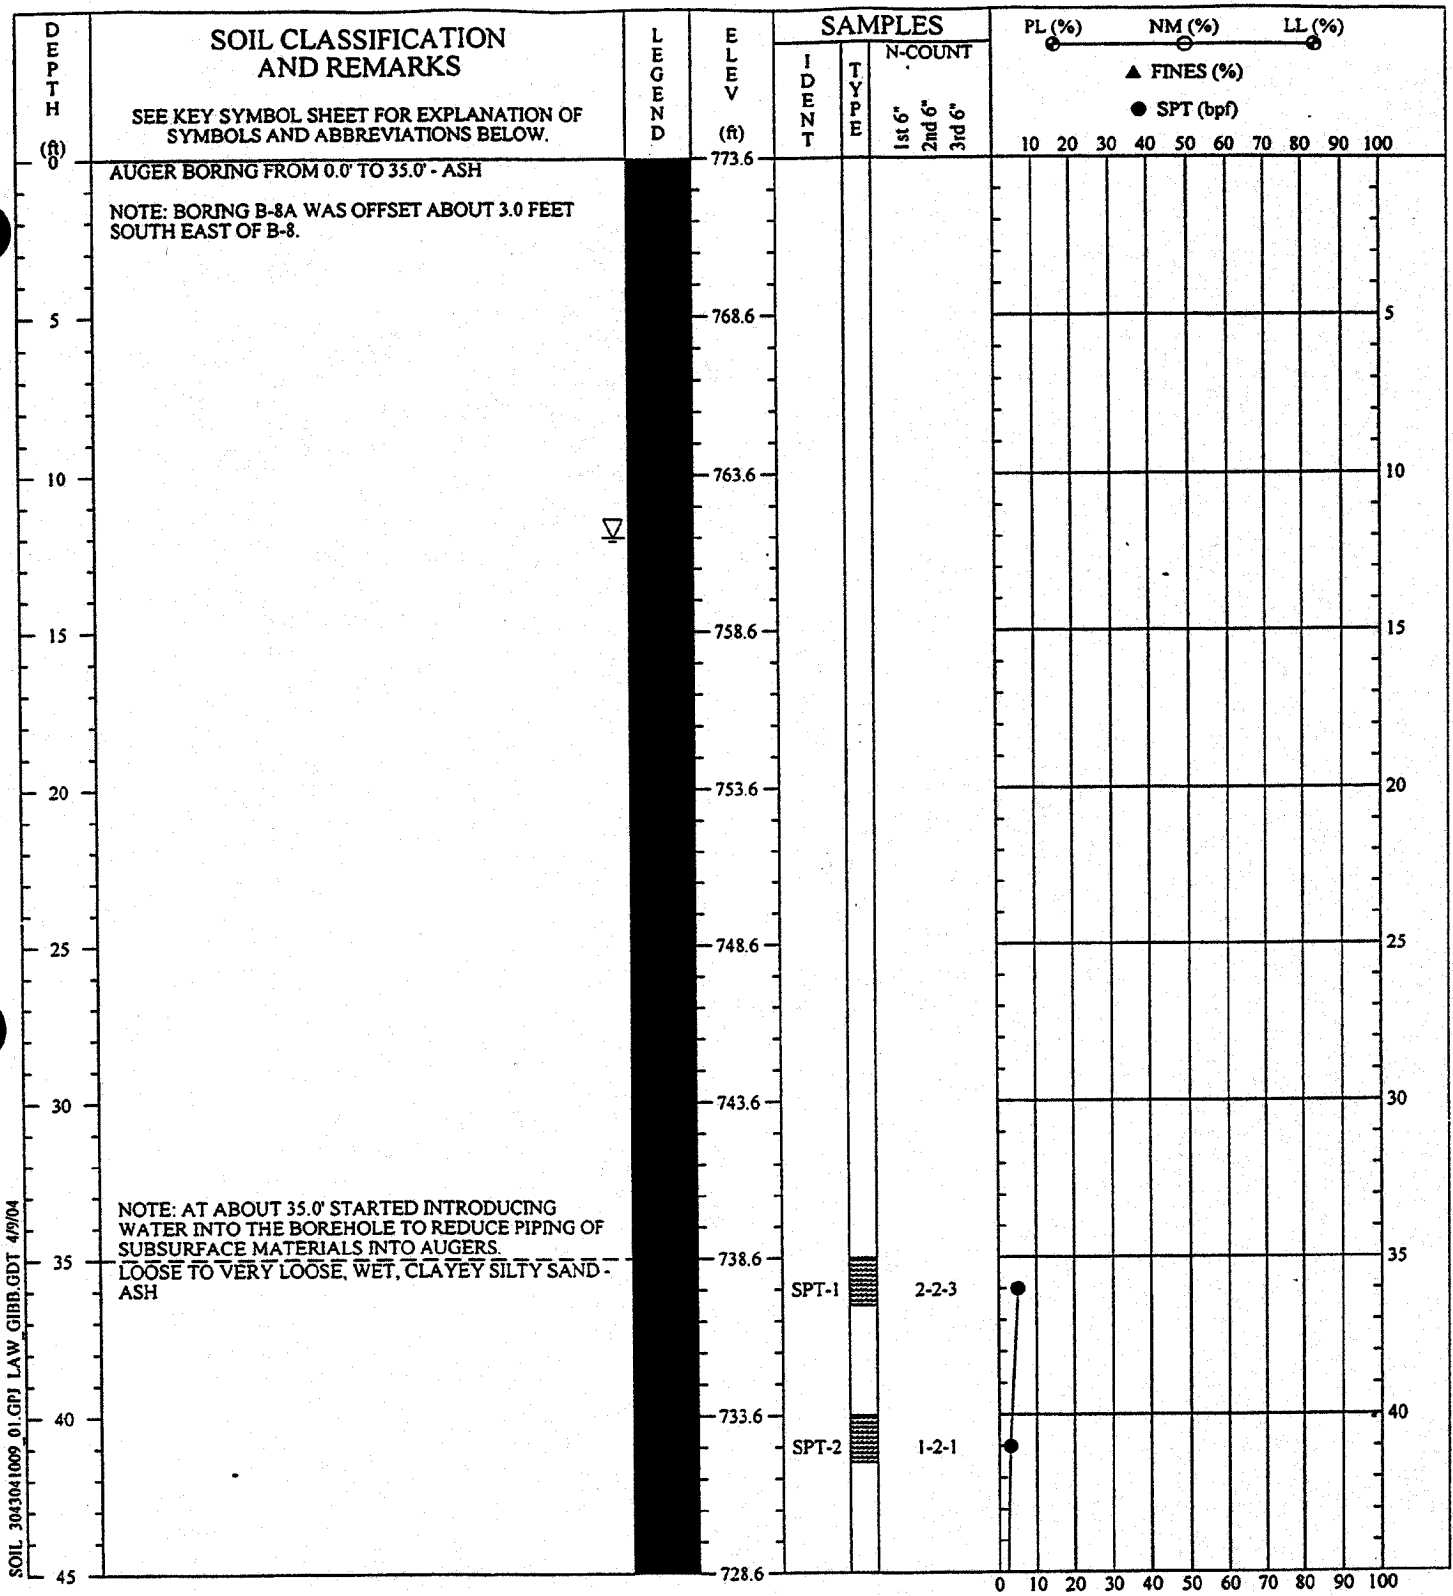 DEPTH (ft)
SOIL CLASSIFICATION
AND REMARKS
SEE KEY SYMBOL SHEET FOR EXPLANATION OF
SYMBOLS AND ABBREVIATIONS BELOW.
LEGEND
ELEV (ft)
SAMPLES
IDENT
TYPE
N-COUNT
1st 6"
2nd 6"
3rd 6"
PL (%) NM (%) LL (%)
▲ FINES (%)
● SPT (bpf)
10 20 30 40 50 60 70 80 90 100
0 773.6
AUGER BORING FROM 0.0' TO 35.0' - ASH
NOTE: BORING B-8A WAS OFFSET ABOUT 3.0 FEET
SOUTH EAST OF B-8.
5 768.6 5
10 763.6 10
15 758.6 15
20 753.6 20
25 748.6 25
30 743.6 30
NOTE: AT ABOUT 35.0' STARTED INTRODUCING
WATER INTO THE BOREHOLE TO REDUCE PIPING OF
SUBSURFACE MATERIALS INTO AUGERS.
35 738.6 35
LOOSE TO VERY LOOSE, WET, CLAYEY SILTY SAND -
ASH
SPT-1 2-2-3
40 733.6 40
SPT-2 1-2-1
45 728.6
0 10 20 30 40 50 60 70 80 90 100
SOIL 3043041009_01.GPJ LAW_GIBB.GDT 4/9/04